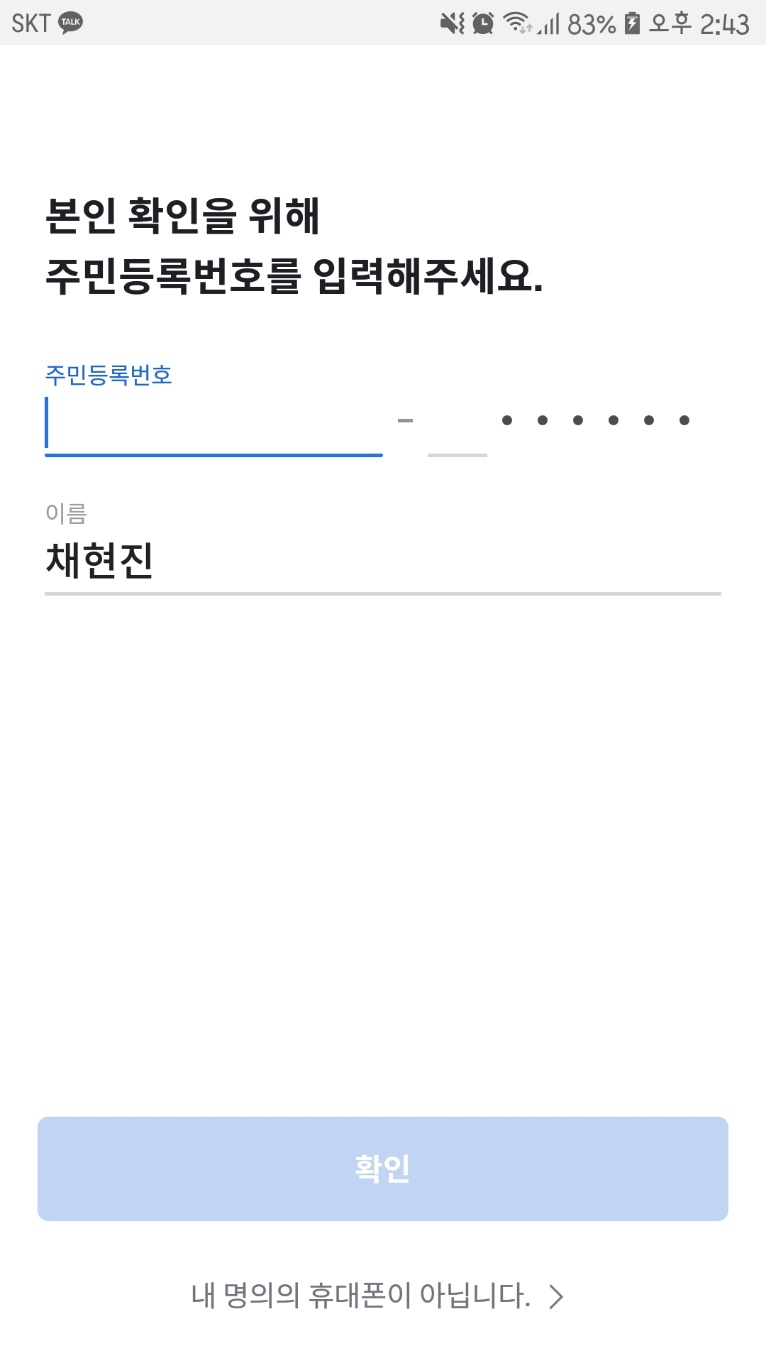 SKT TALK 83% 오후 2:43
본인 확인을 위해
주민등록번호를 입력해주세요.
주민등록번호
– ● ● ● ● ● ●
이름
채현진
확인
내 명의의 휴대폰이 아닙니다. >